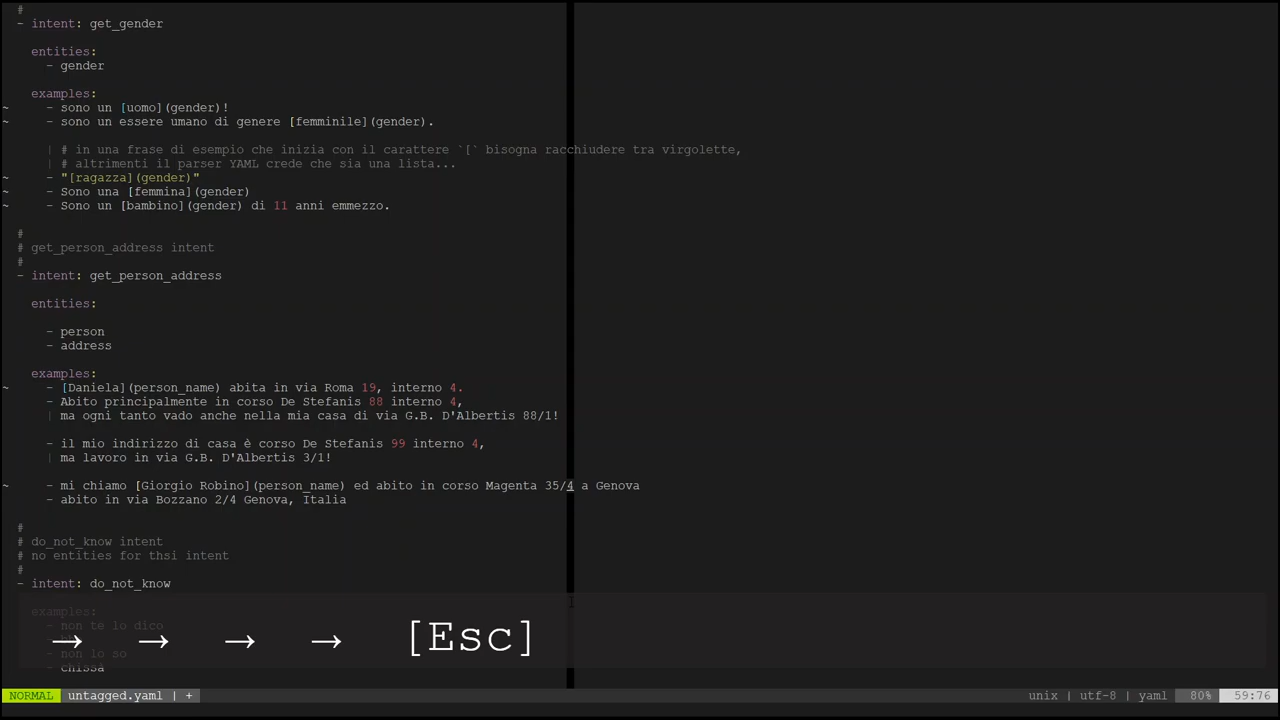 #
- intent: get_gender
entities:
- gender
examples:
~ - sono un [uomo](gender)!
~ - sono un essere umano di genere [femminile](gender).
| # in una frase di esempio che inizia con il carattere `[` bisogna racchiudere tra virgolette,
| # altrimenti il parser YAML crede che sia una lista...
~ - "[ragazza](gender)"
~ - Sono una [femmina](gender)
~ - Sono un [bambino](gender) di 11 anni emmezzo.
#
# get_person_address intent
#
- intent: get_person_address
entities:
- person
- address
examples:
~ - [Daniela](person_name) abita in via Roma 19, interno 4.
- Abito principalmente in corso De Stefanis 88 interno 4,
| ma ogni tanto vado anche nella mia casa di via G.B. D'Albertis 88/1!
- il mio indirizzo di casa è corso De Stefanis 99 interno 4,
| ma lavoro in via G.B. D'Albertis 3/1!
~ - mi chiamo [Giorgio Robino](person_name) ed abito in corso Magenta 35/4 a Genova
- abito in via Bozzano 2/4 Genova, Italia
#
# do_not_know intent
# no entities for thsi intent
#
- intent: do_not_know
examples:
- non te lo dico
- non lo so
- chissà
→ → → → [Esc]
NORMAL untagged.yaml | + unix | utf-8 | yaml 80% 59:76